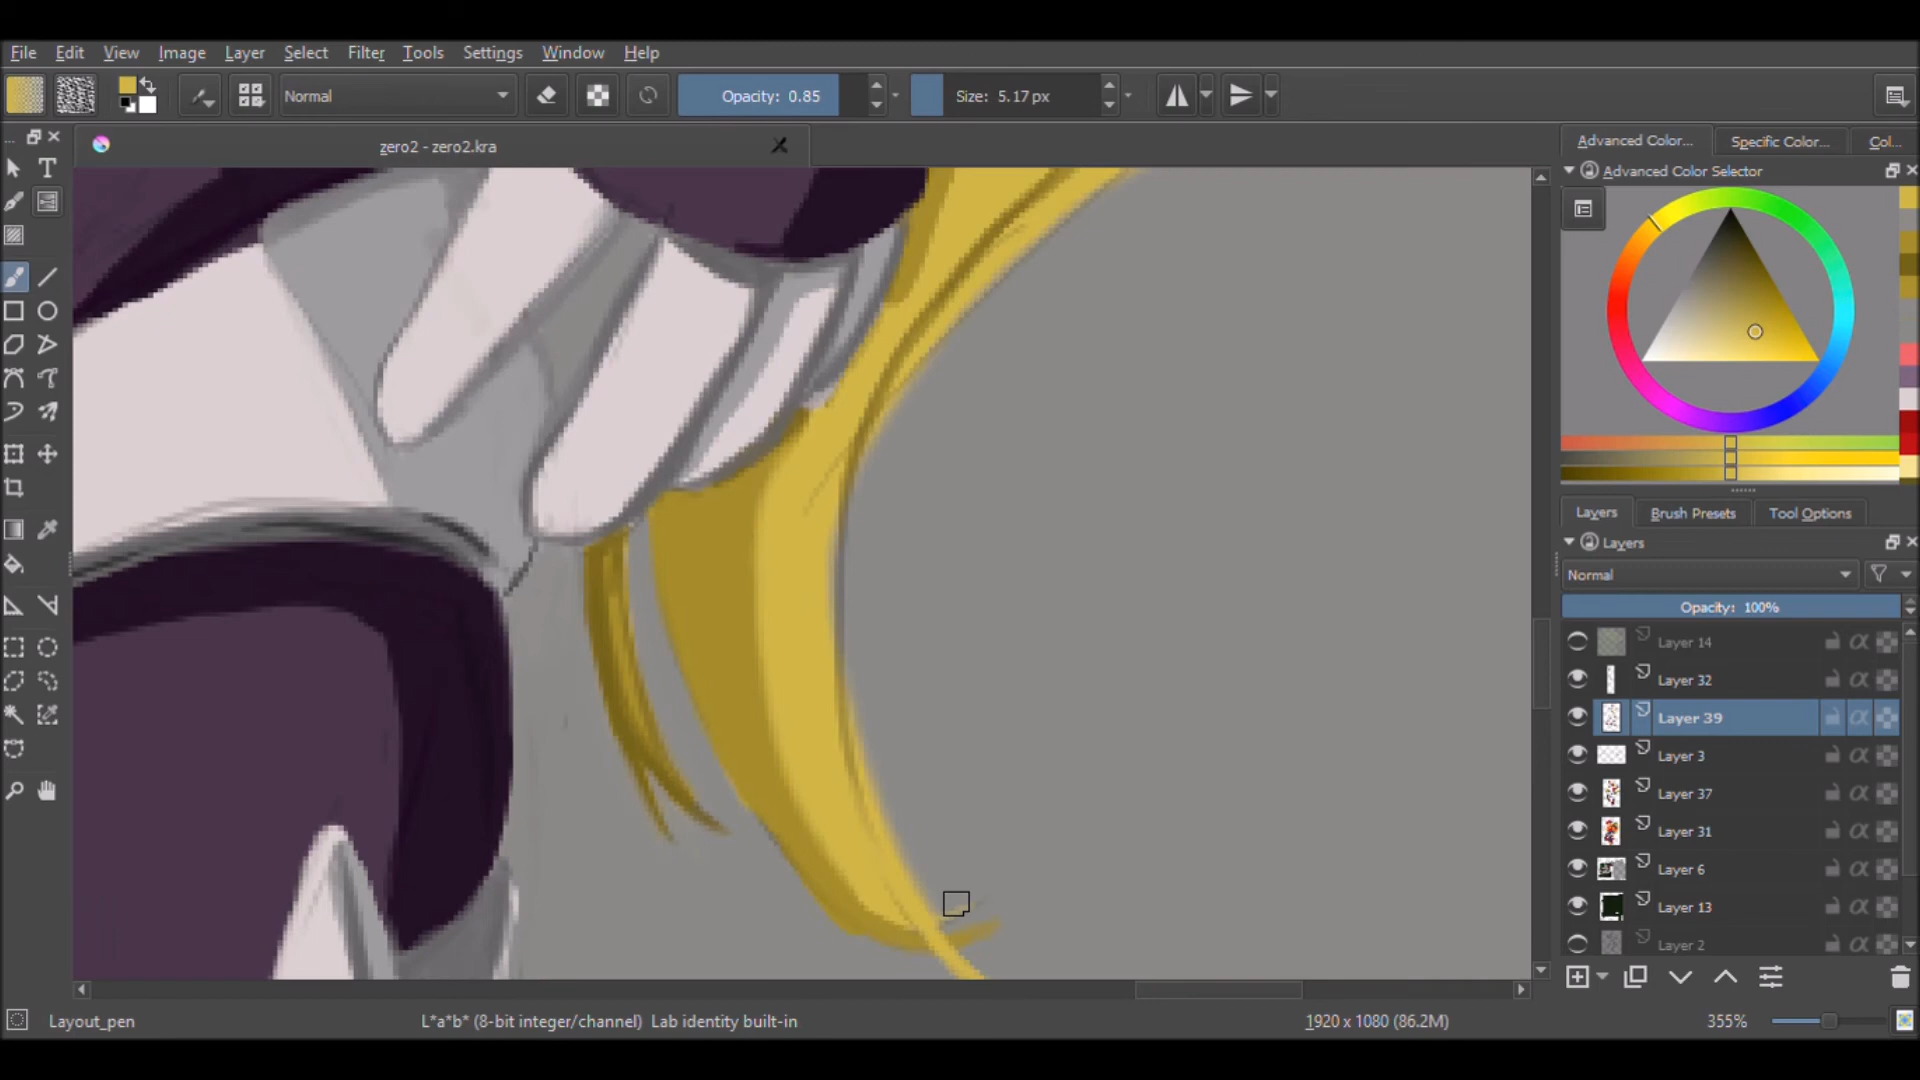 File Edit View Image Layer Select Filter Tools Settings Window Help
Normal Opacity: 0.85 Size: 5.17 px
zero2 - zero2.kra
Advanced Color... Specific Color... Col...
Advanced Color Selector
Layers Brush Presets Tool Options
Layers
Normal
Opacity: 100%
Layer 14
Layer 32
Layer 39
Layer 3
Layer 37
Layer 31
Layer 6
Layer 13
Layer 2
Layout_pen L*a*b* (8-bit integer/channel) Lab identity built-in 1920 x 1080 (86.2M) 355%